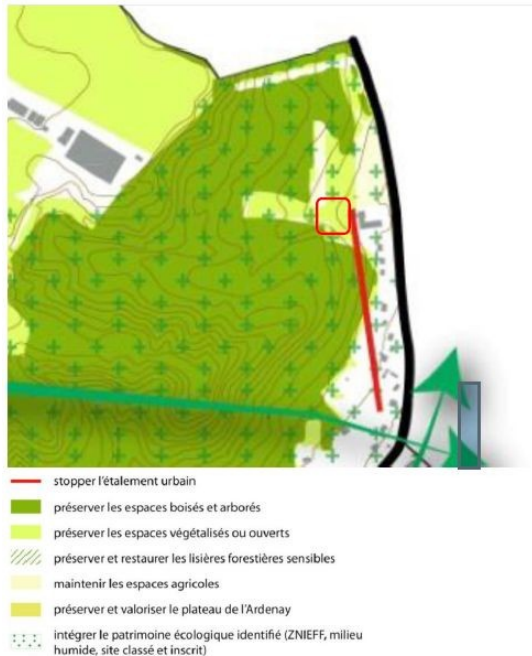 stopper l'étalement urbain
préserver les espaces boisés et arborés
préserver les espaces végétalisés ou ouverts
préserver et restaurer les lisières forestières sensibles
maintenir les espaces agricoles
préserver et valoriser le plateau de l'Ardenay
intégrer le patrimoine écologique identifié (ZNIEFF, milieu
humide, site classé et inscrit)